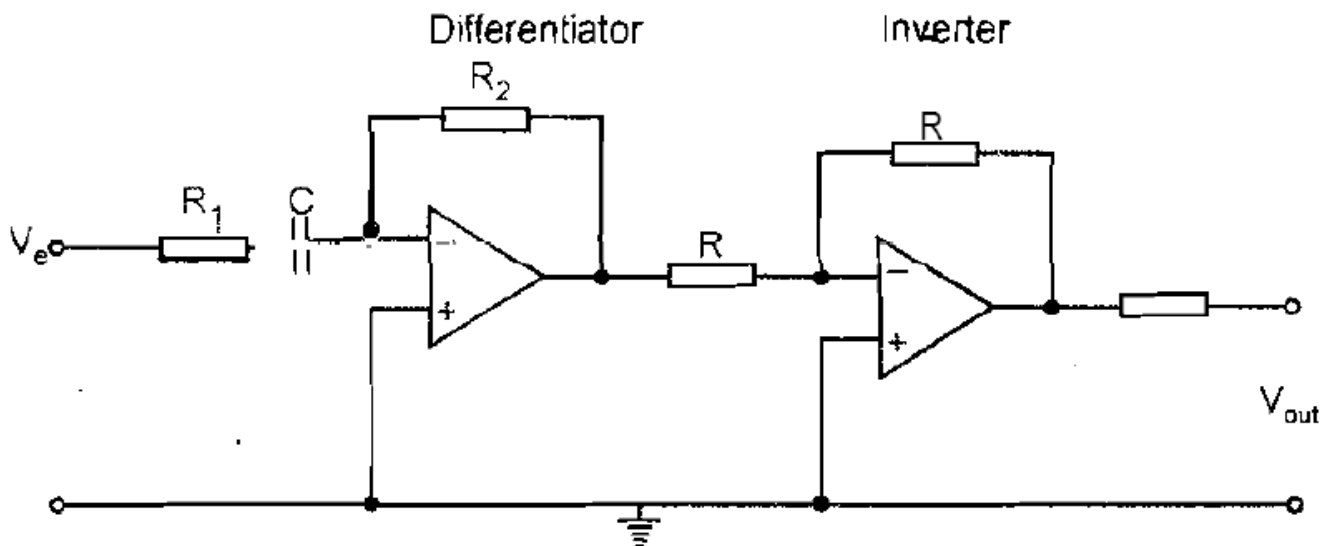 Differentiator Inverter
R₂
R
R₁ C
Vₑ
R
−
+
−
+
Vₒᵤₜ